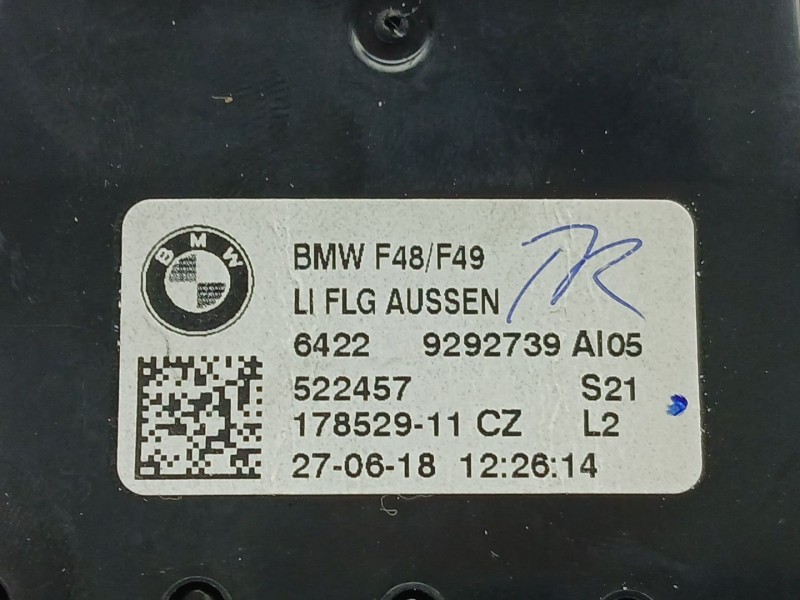 BMW
BMW F48/F49
LI FLG AUSSEN
6422 9292739 AI05
522457 S21
178529-11 CZ L2
27-06-18 12:26:14